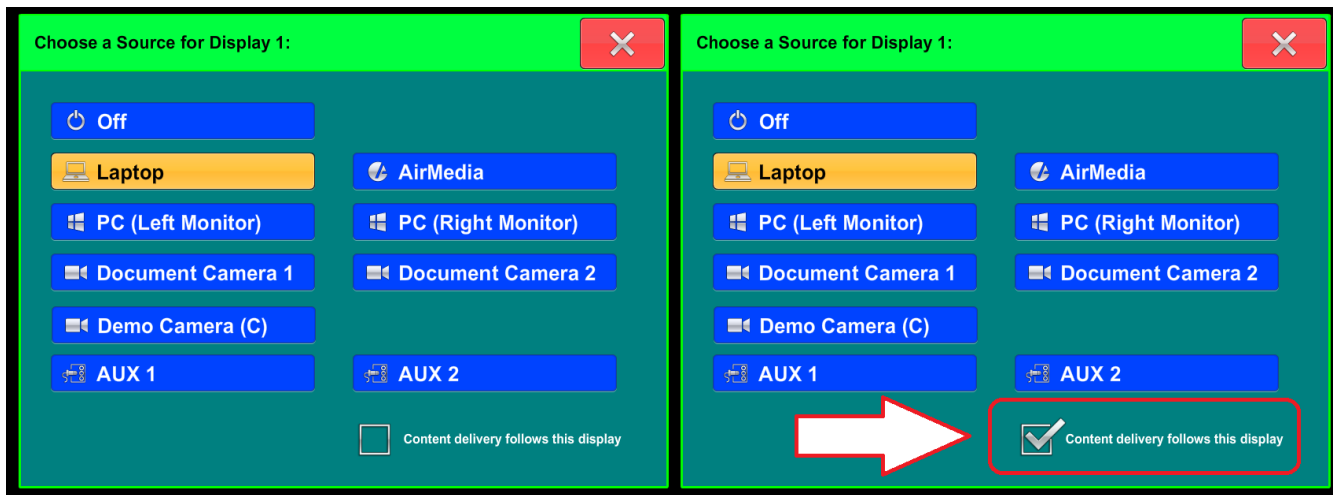 Choose a Source for Display 1:
Off
Laptop
AirMedia
PC (Left Monitor)
PC (Right Monitor)
Document Camera 1
Document Camera 2
Demo Camera (C)
AUX 1
AUX 2
Content delivery follows this display
Choose a Source for Display 1:
Off
Laptop
AirMedia
PC (Left Monitor)
PC (Right Monitor)
Document Camera 1
Document Camera 2
Demo Camera (C)
AUX 1
AUX 2
Content delivery follows this display